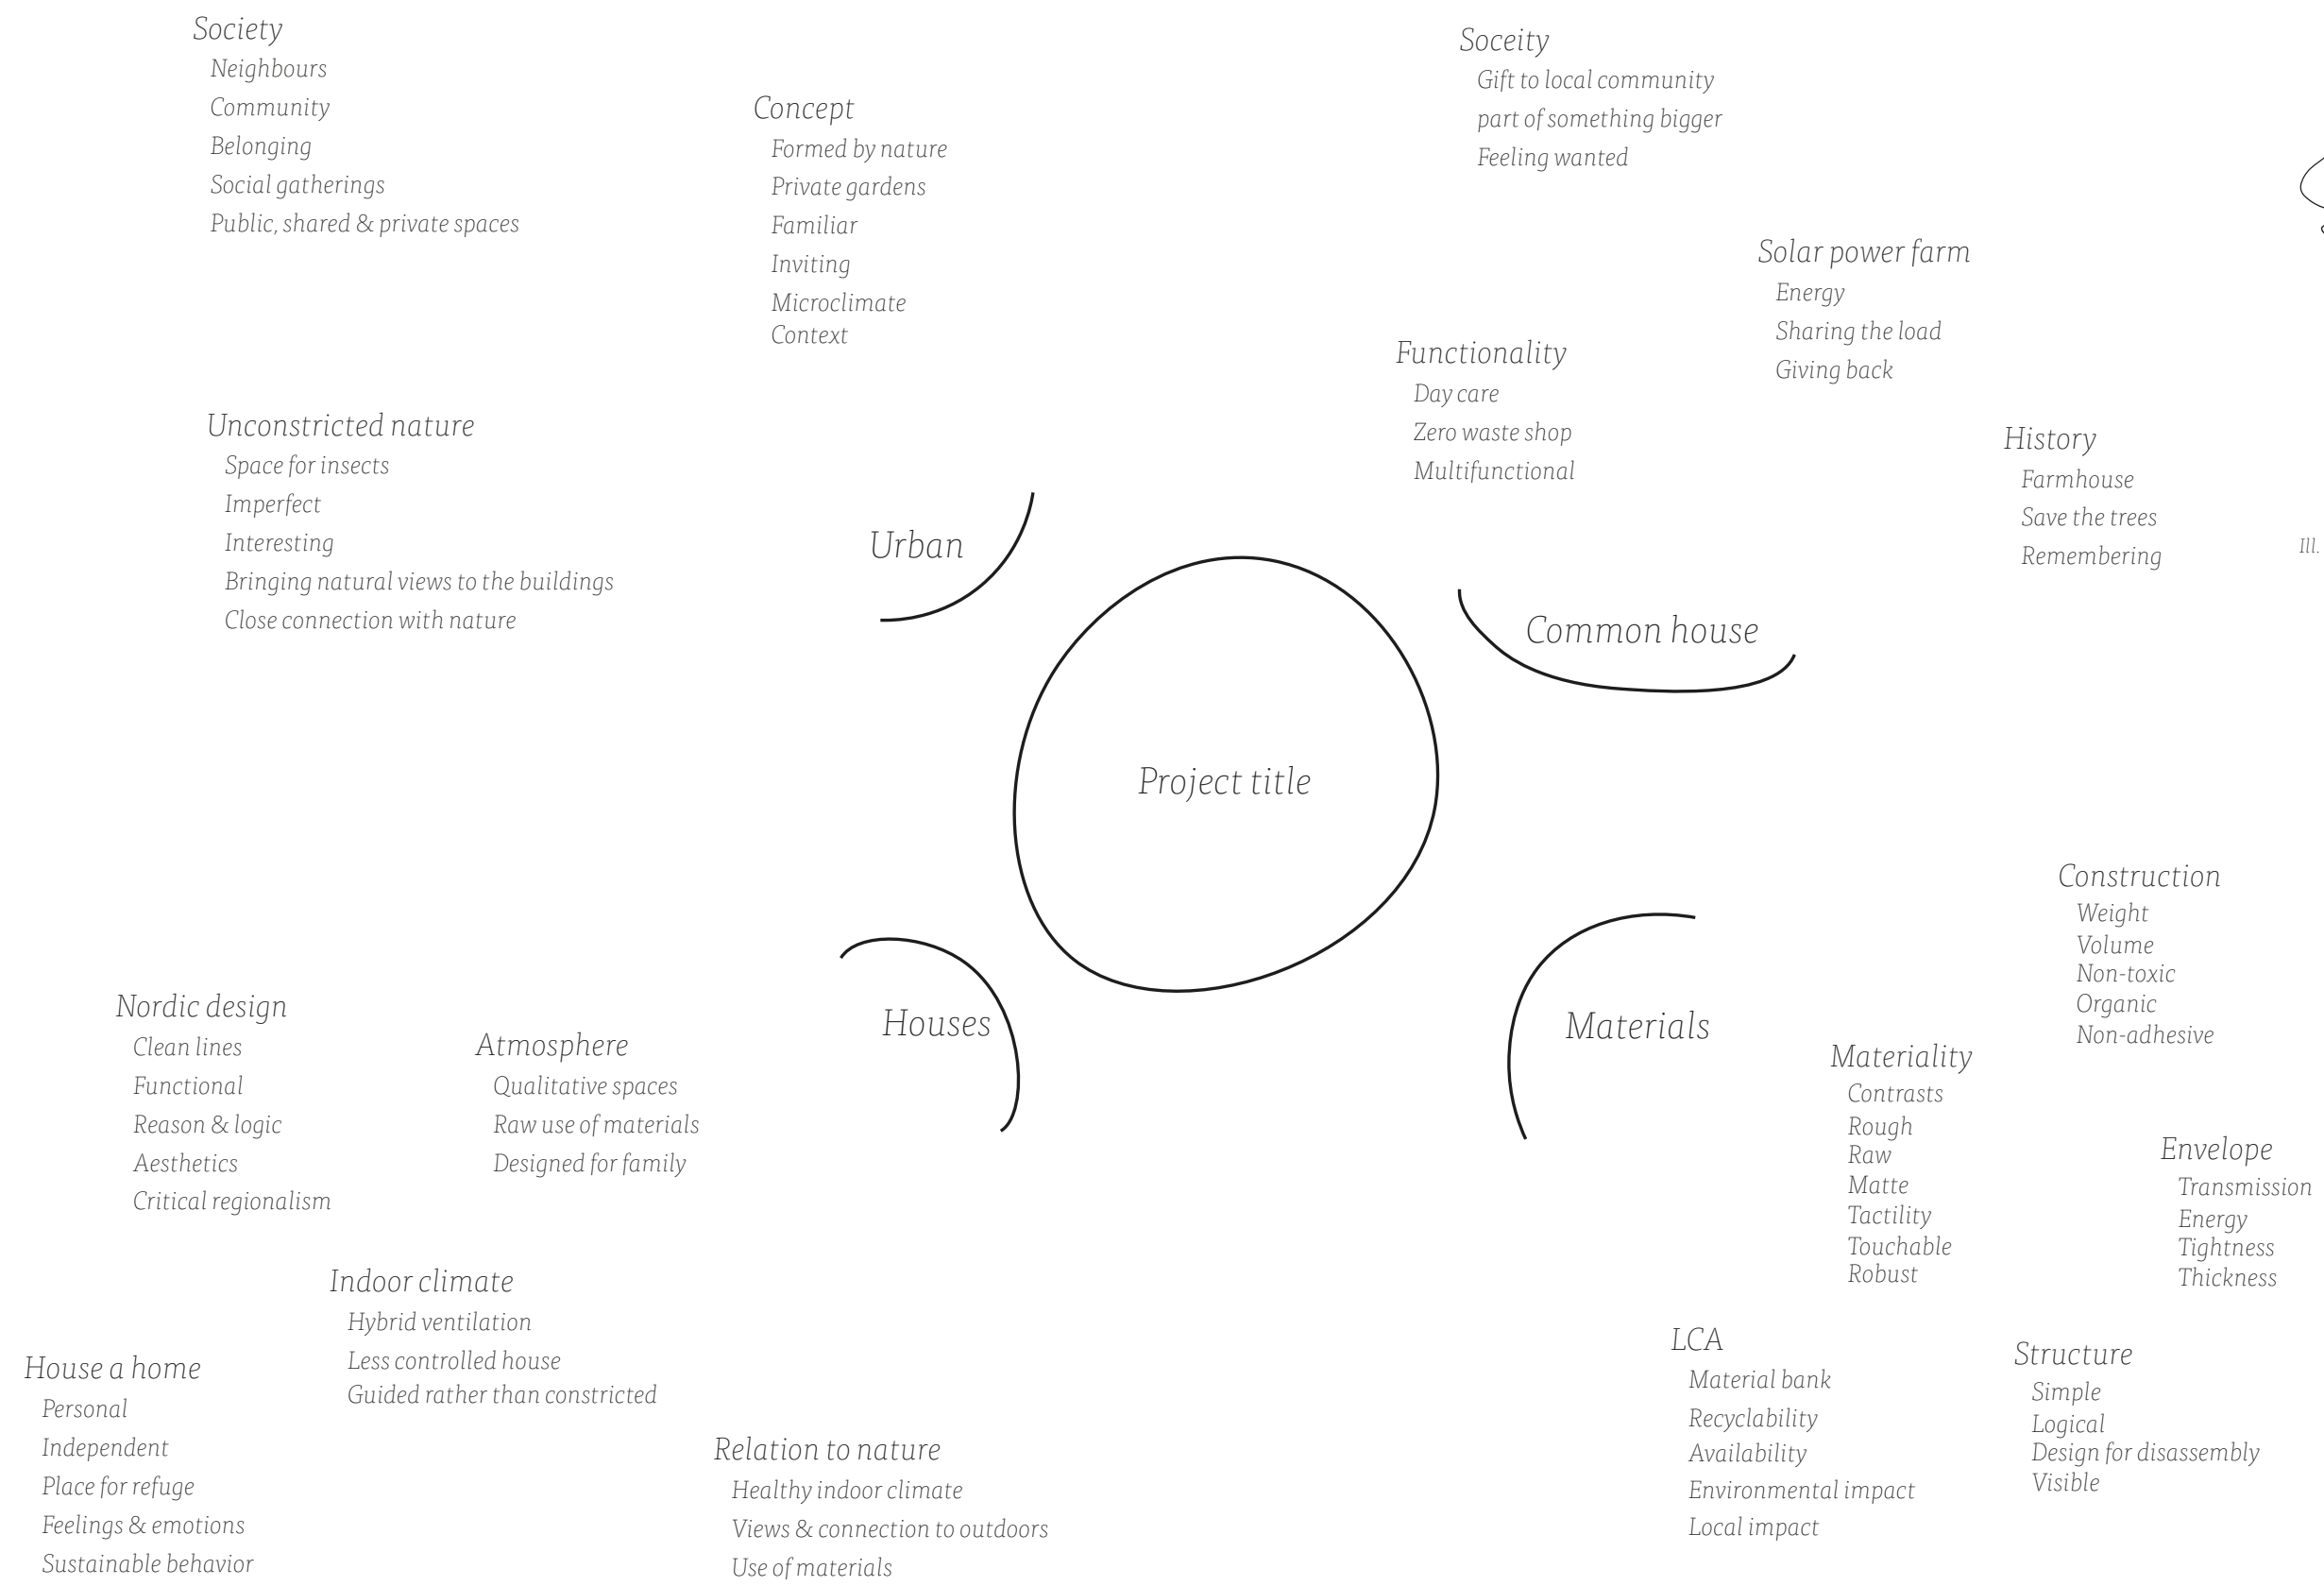 Society
Neighbours
Community
Belonging
Social gatherings
Public, shared & private spaces
Concept
Formed by nature
Private gardens
Familiar
Inviting
Microclimate
Context
Unconstricted nature
Space for insects
Imperfect
Interesting
Bringing natural views to the buildings
Close connection with nature
Urban
Soceity
Gift to local community
part of something bigger
Feeling wanted
Solar power farm
Energy
Sharing the load
Giving back
Functionality
Day care
Zero waste shop
Multifunctional
History
Farmhouse
Save the trees
Remembering
Ill.
Common house
Project title
Houses
Nordic design
Clean lines
Functional
Reason & logic
Aesthetics
Critical regionalism
Atmosphere
Qualitative spaces
Raw use of materials
Designed for family
Indoor climate
Hybrid ventilation
Less controlled house
Guided rather than constricted
House a home
Personal
Independent
Place for refuge
Feelings & emotions
Sustainable behavior
Relation to nature
Healthy indoor climate
Views & connection to outdoors
Use of materials
Materials
Construction
Weight
Volume
Non-toxic
Organic
Non-adhesive
Materiality
Contrasts
Rough
Raw
Matte
Tactility
Touchable
Robust
Envelope
Transmission
Energy
Tightness
Thickness
LCA
Material bank
Recyclability
Availability
Environmental impact
Local impact
Structure
Simple
Logical
Design for disassembly
Visible